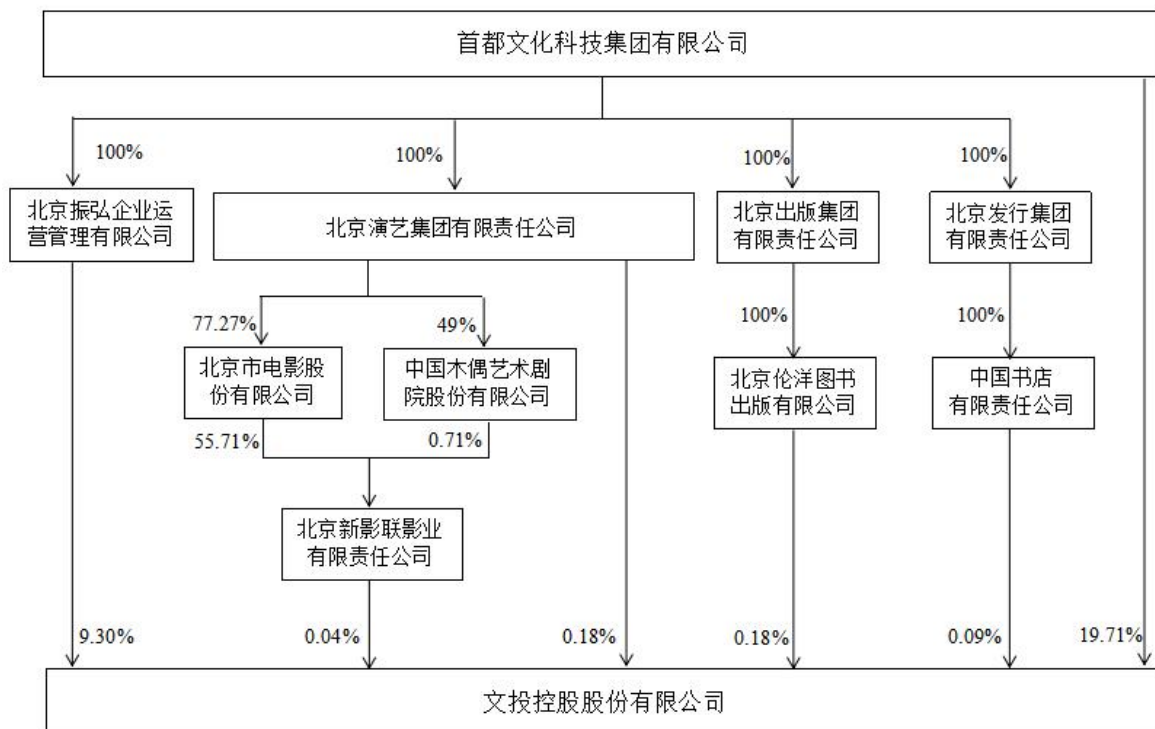 首都文化科技集团有限公司
100%
100%
100%
100%
北京振弘企业运
营管理有限公司
北京演艺集团有限责任公司
北京出版集团
有限责任公司
北京发行集团
有限责任公司
77.27%
49%
100%
100%
北京市电影股
份有限公司
中国木偶艺术剧
院股份有限公司
北京伦洋图书
出版有限公司
中国书店
有限责任公司
55.71%
0.71%
北京新影联影业
有限责任公司
9.30%
0.04%
0.18%
0.18%
0.09%
19.71%
文投控股股份有限公司